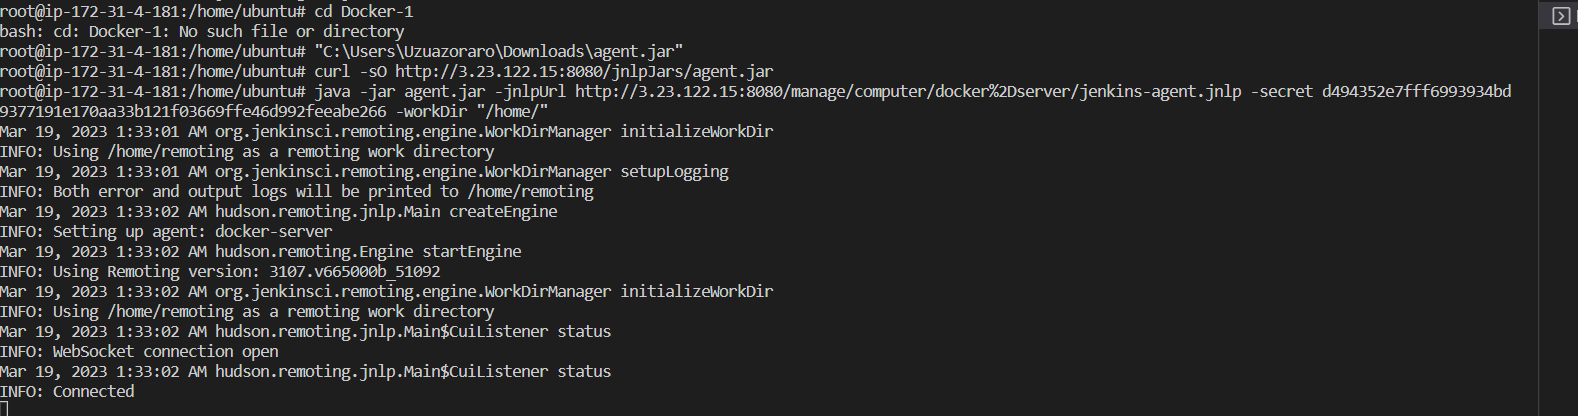 root@ip-172-31-4-181:/home/ubuntu# cd Docker-1
bash: cd: Docker-1: No such file or directory
root@ip-172-31-4-181:/home/ubuntu# "C:\Users\Uzuazoraro\Downloads\agent.jar"
root@ip-172-31-4-181:/home/ubuntu# curl -sO http://3.23.122.15:8080/jnlpJars/agent.jar
root@ip-172-31-4-181:/home/ubuntu# java -jar agent.jar -jnlpUrl http://3.23.122.15:8080/manage/computer/docker%2Dserver/jenkins-agent.jnlp -secret d494352e7fff6993934bd
9377191e170aa33b121f03669ffe46d992feeabe266 -workDir "/home/"
Mar 19, 2023 1:33:01 AM org.jenkinsci.remoting.engine.WorkDirManager initializeWorkDir
INFO: Using /home/remoting as a remoting work directory
Mar 19, 2023 1:33:01 AM org.jenkinsci.remoting.engine.WorkDirManager setupLogging
INFO: Both error and output logs will be printed to /home/remoting
Mar 19, 2023 1:33:02 AM hudson.remoting.jnlp.Main createEngine
INFO: Setting up agent: docker-server
Mar 19, 2023 1:33:02 AM hudson.remoting.Engine startEngine
INFO: Using Remoting version: 3107.v665000b_51092
Mar 19, 2023 1:33:02 AM org.jenkinsci.remoting.engine.WorkDirManager initializeWorkDir
INFO: Using /home/remoting as a remoting work directory
Mar 19, 2023 1:33:02 AM hudson.remoting.jnlp.Main$CuiListener status
INFO: WebSocket connection open
Mar 19, 2023 1:33:02 AM hudson.remoting.jnlp.Main$CuiListener status
INFO: Connected